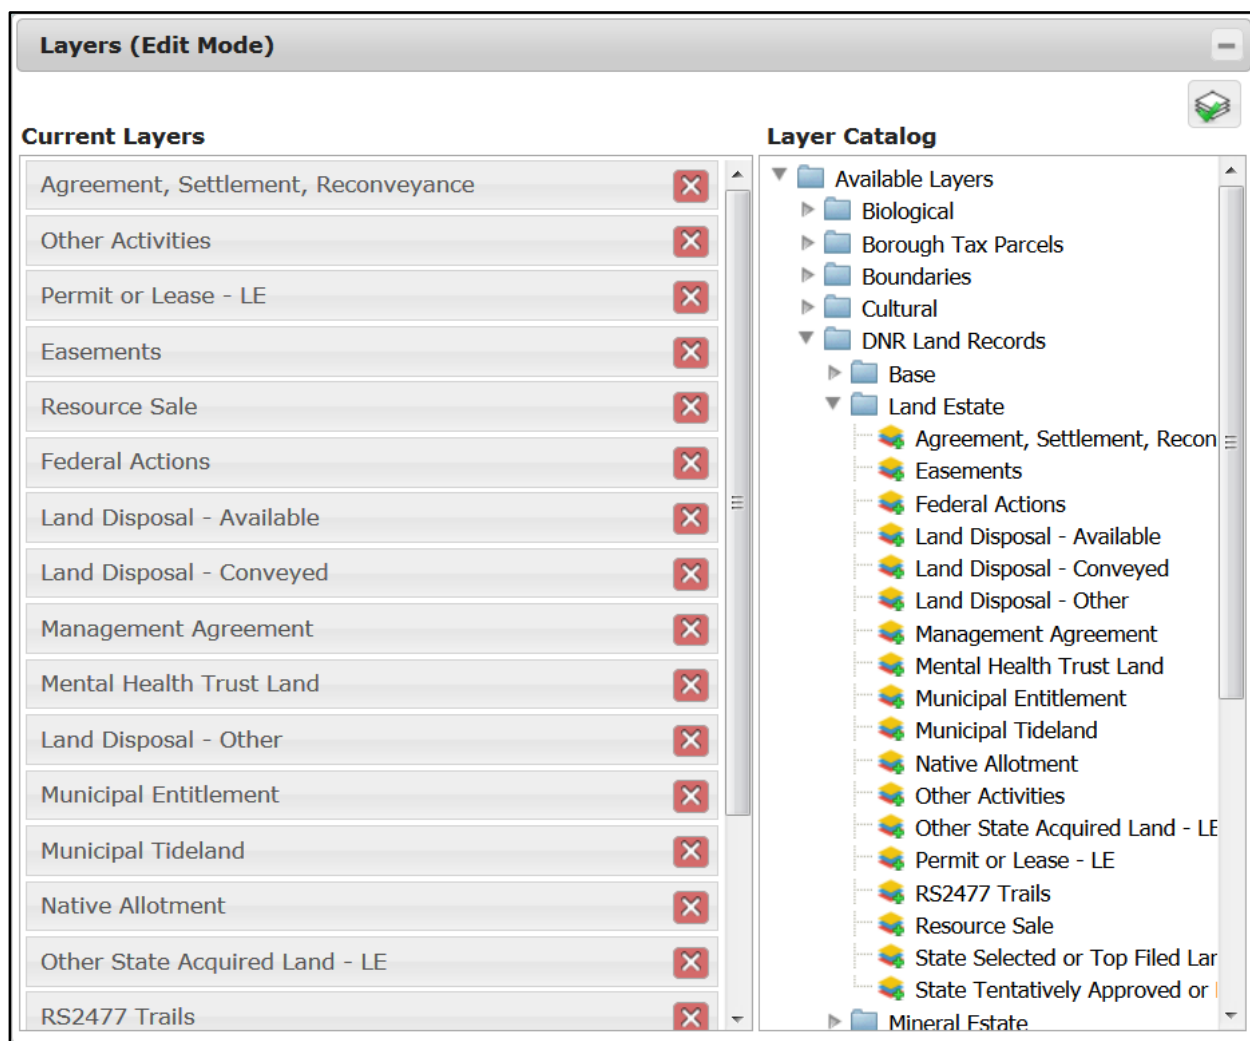 Layers (Edit Mode)
Current Layers
Agreement, Settlement, Reconveyance
Other Activities
Permit or Lease - LE
Easements
Resource Sale
Federal Actions
Land Disposal - Available
Land Disposal - Conveyed
Management Agreement
Mental Health Trust Land
Land Disposal - Other
Municipal Entitlement
Municipal Tideland
Native Allotment
Other State Acquired Land - LE
RS2477 Trails
Layer Catalog
Available Layers
Biological
Borough Tax Parcels
Boundaries
Cultural
DNR Land Records
Base
Land Estate
Agreement, Settlement, Recon
Easements
Federal Actions
Land Disposal - Available
Land Disposal - Conveyed
Land Disposal - Other
Management Agreement
Mental Health Trust Land
Municipal Entitlement
Municipal Tideland
Native Allotment
Other Activities
Other State Acquired Land - LE
Permit or Lease - LE
RS2477 Trails
Resource Sale
State Selected or Top Filed Lan
State Tentatively Approved or
Mineral Estate